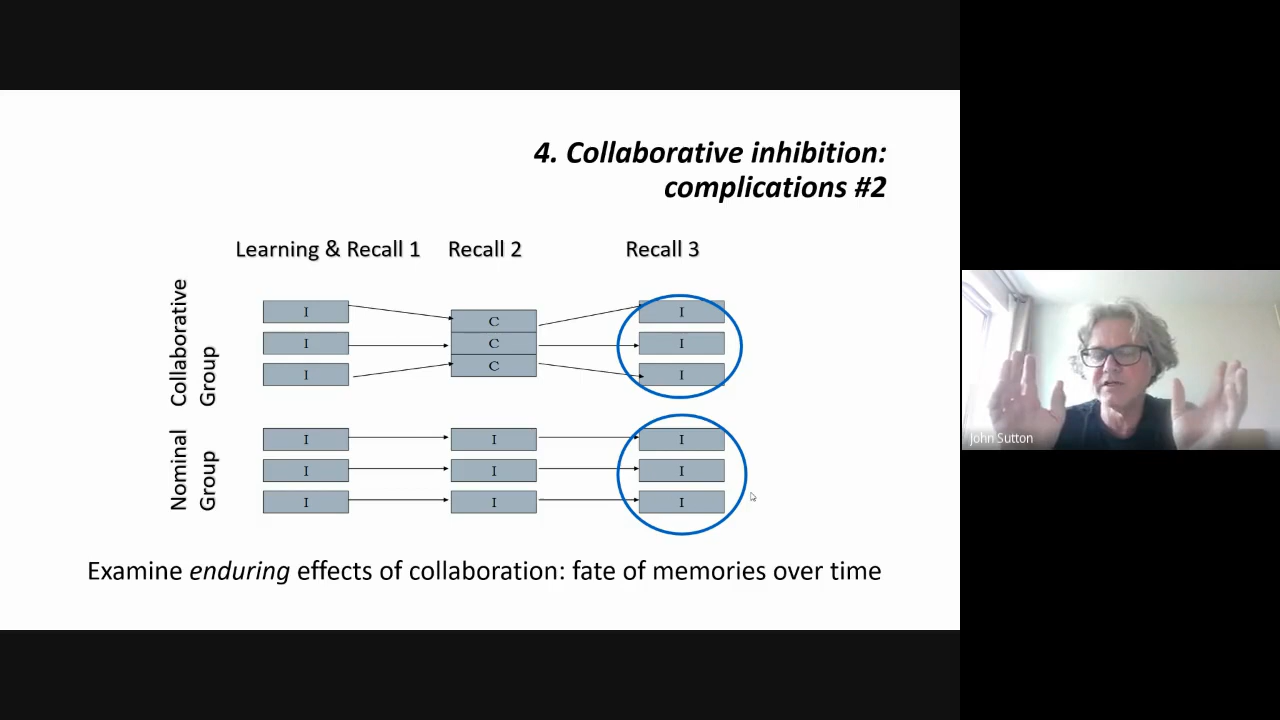 4. Collaborative inhibition:
complications #2
Learning & Recall 1 Recall 2 Recall 3
Collaborative
Group
I C I
I C I
I C I
Nominal
Group
I I I
I I I
I I I
Examine enduring effects of collaboration: fate of memories over time
John Sutton